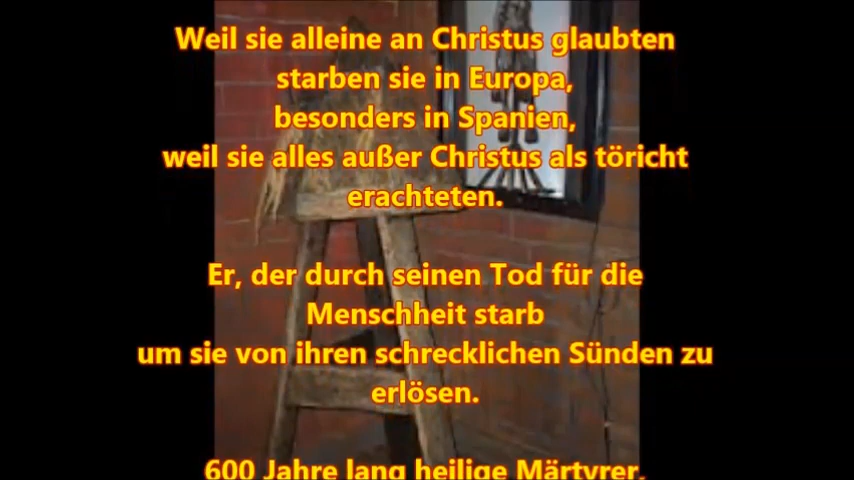 Weil sie alleine an Christus glaubten
starben sie in Europa,
besonders in Spanien,
weil sie alles außer Christus als töricht
erachteten.
Er, der durch seinen Tod für die
Menschheit starb
um sie von ihren schrecklichen Sünden zu
erlösen.
600 Jahre lang heilige Märtyrer,